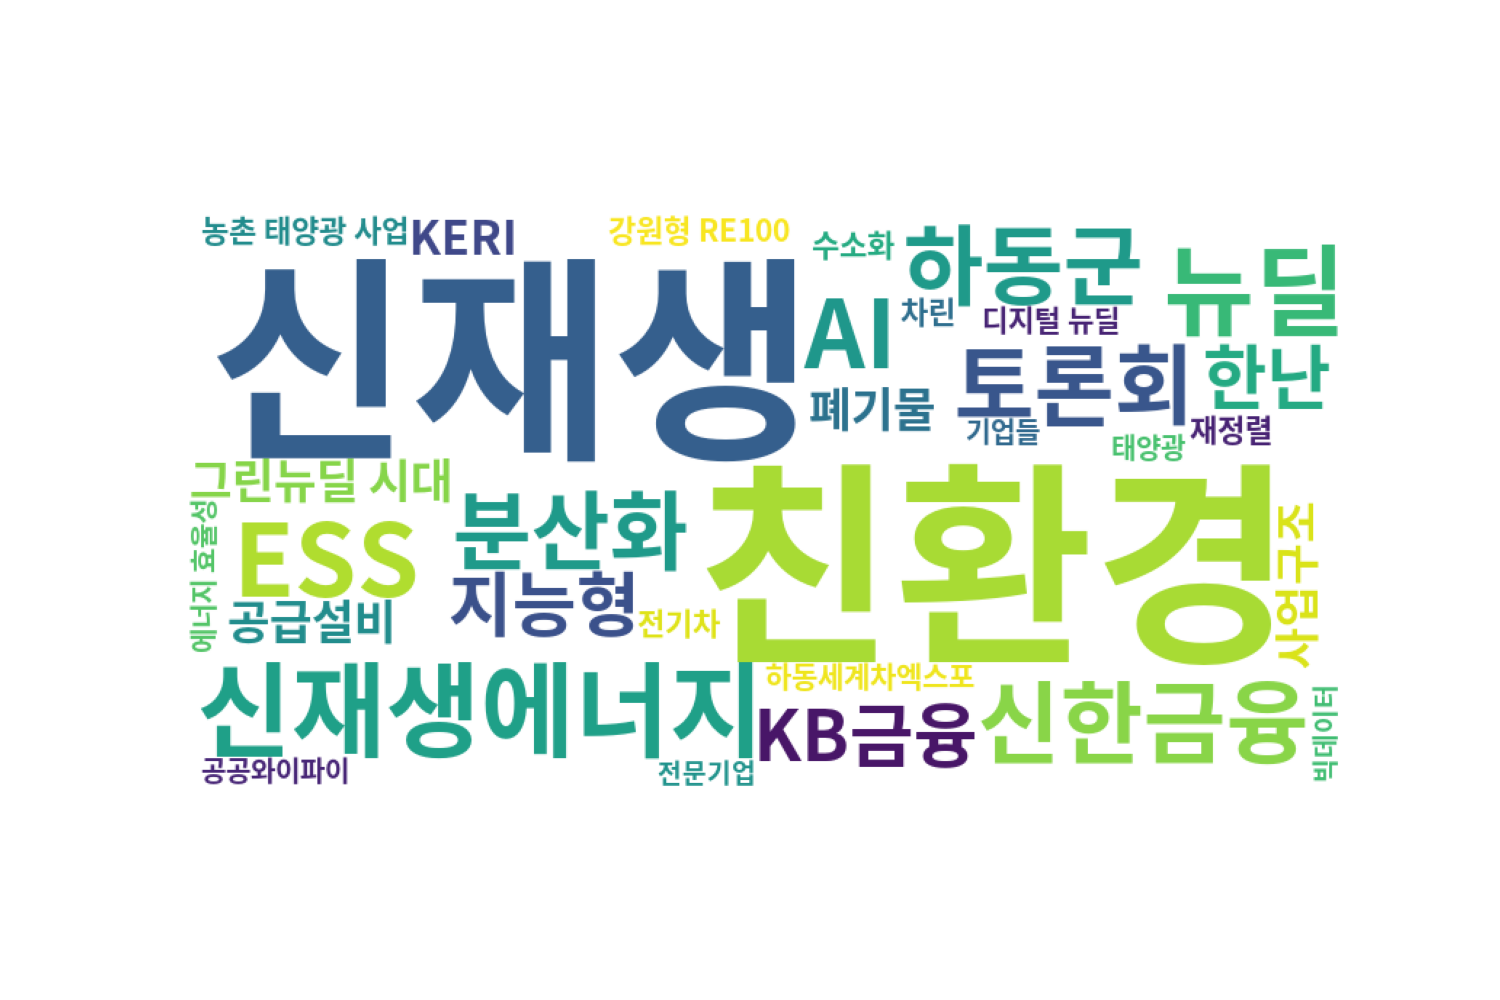 농촌 태양광 사업
KERI
강원형 RE100
수소화
하동군
뉴딜
신재생
AI
차린
디지털 뉴딜
토론회
한난
폐기물
기업들
태양광
재정렬
그린뉴딜 시대
에너지 효율성
ESS
분산화
친환경
사업구조
공급설비
지능형
전기차
신재생에너지
하동세계차엑스포
KB금융
신한금융
빅데이터
공공와이파이
전문기업